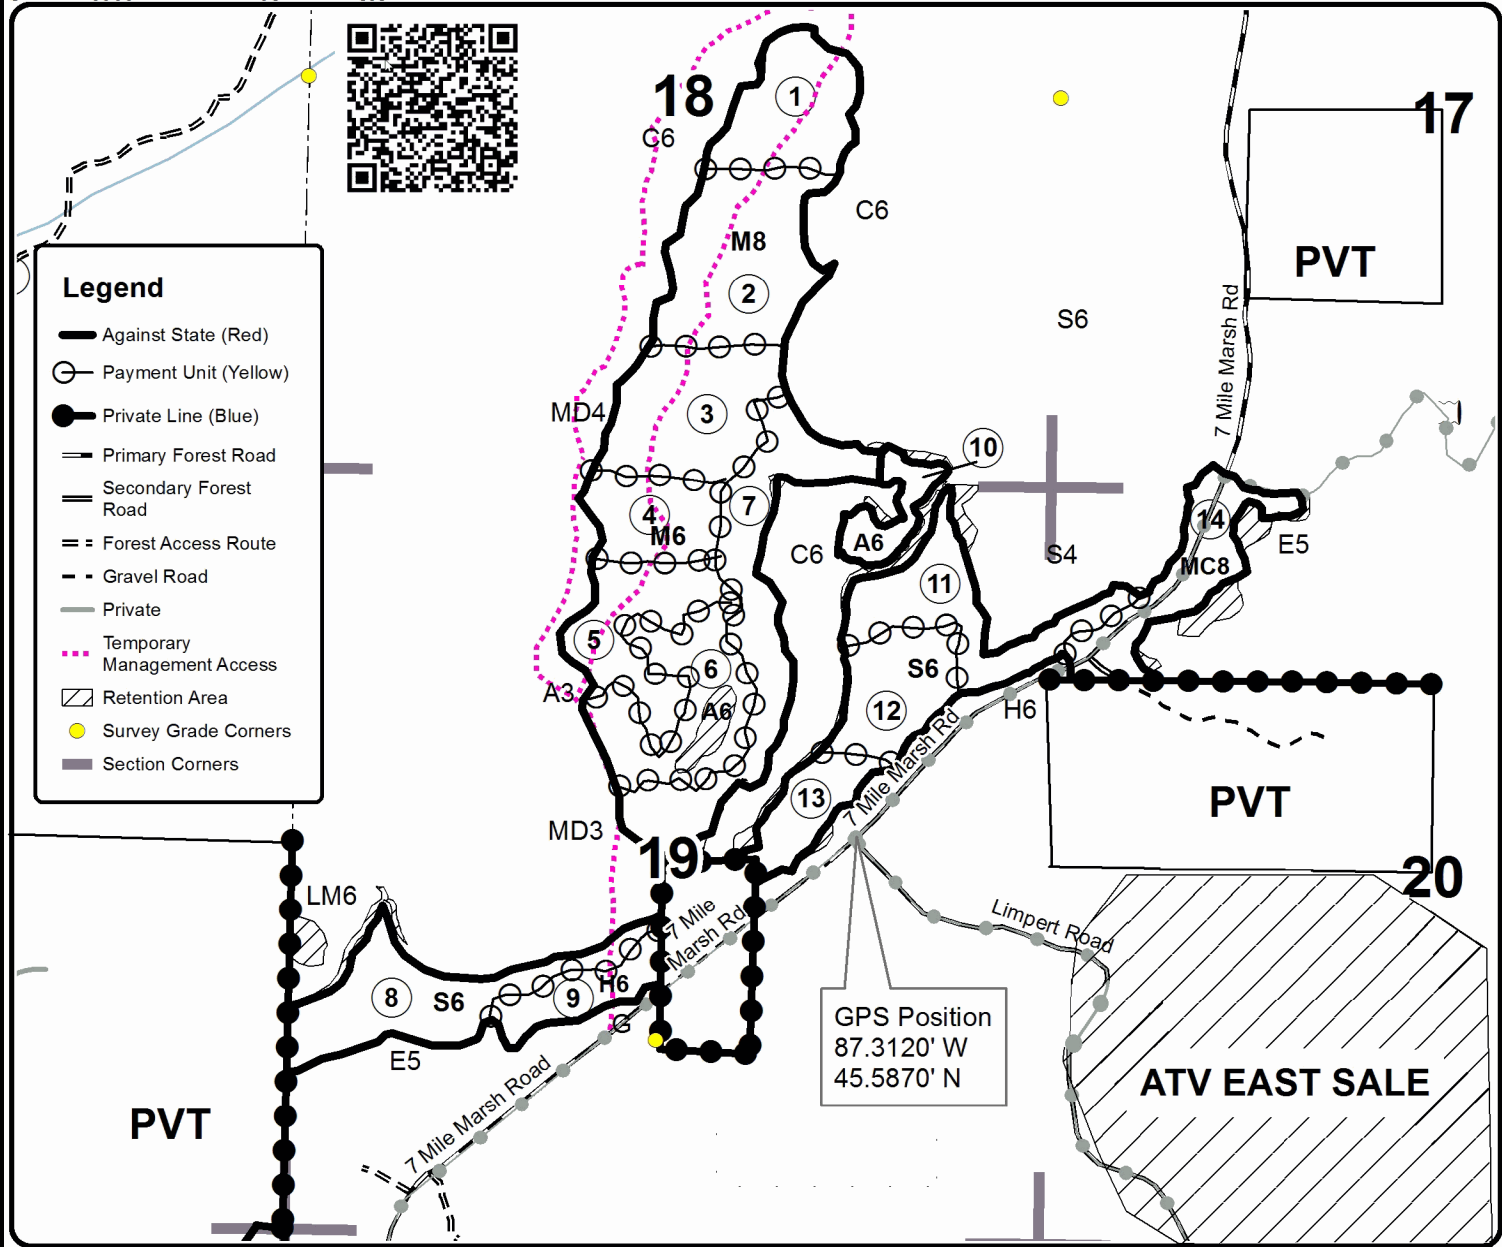 18
17
1
C6
C6
M8
PVT
2
S6
7 Mile Marsh Rd
Legend
Against State (Red)
Payment Unit (Yellow)
Private Line (Blue)
Primary Forest Road
Secondary Forest
Road
Forest Access Route
Gravel Road
Private
Temporary
Management Access
Retention Area
Survey Grade Corners
Section Corners
MD4
3
10
4
7
M6
C6
A6
S4
14
E5
MC8
11
5
6
S6
A3
A6
12
H6
7 Mile Marsh Rd
13
PVT
MD3
19
20
LM6
7 Mile
Marsh Rd
Limpert Road
8
S6
9
H6
G
E5
GPS Position
87.3120' W
45.5870' N
ATV EAST SALE
PVT
7 Mile Marsh Road